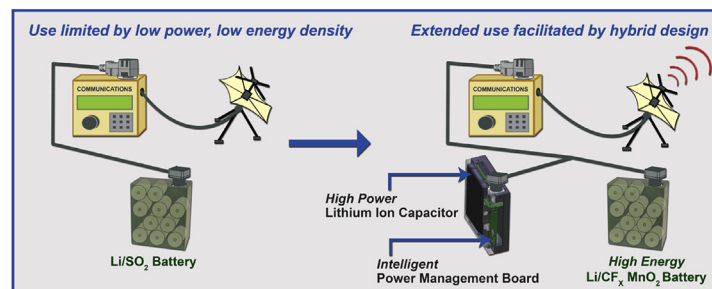 Use limited by low power, low energy density
Extended use facilitated by hybrid design
COMMUNICATIONS
COMMUNICATIONS
High Power
Lithium Ion Capacitor
Li/SO₂ Battery
Intelligent
Power Management Board
High Energy
Li/CFₓ MnO₂ Battery